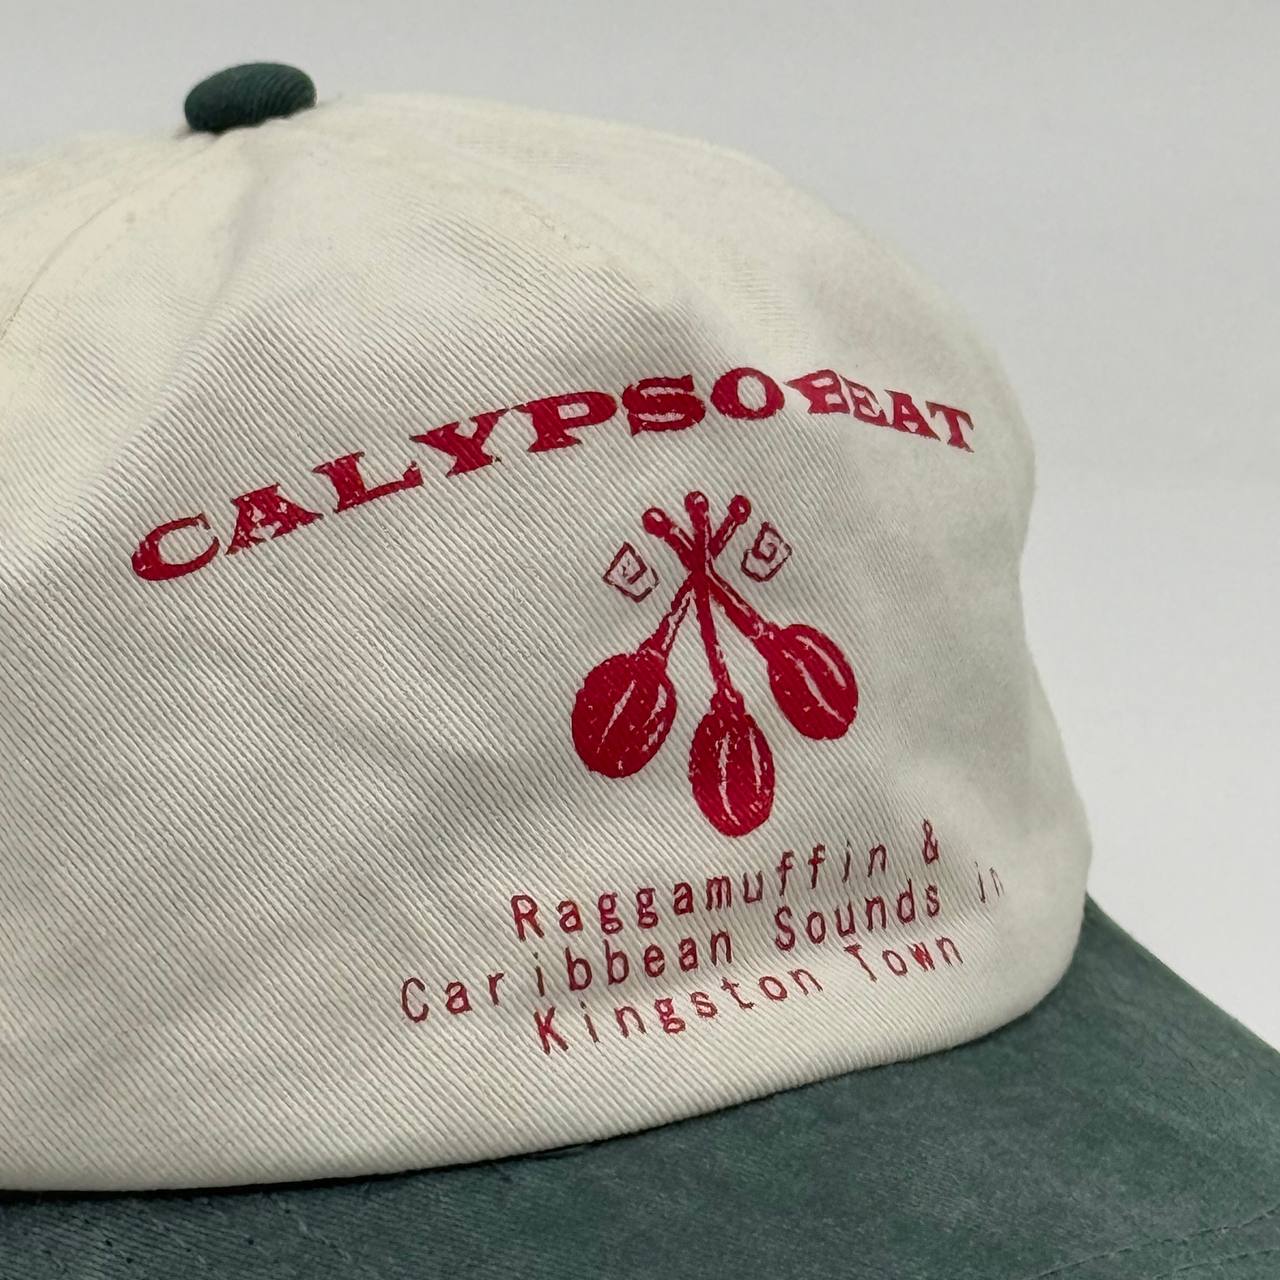 CALYPSO BEAT
Raggamuffin &
Caribbean Sounds in
Kingston Town